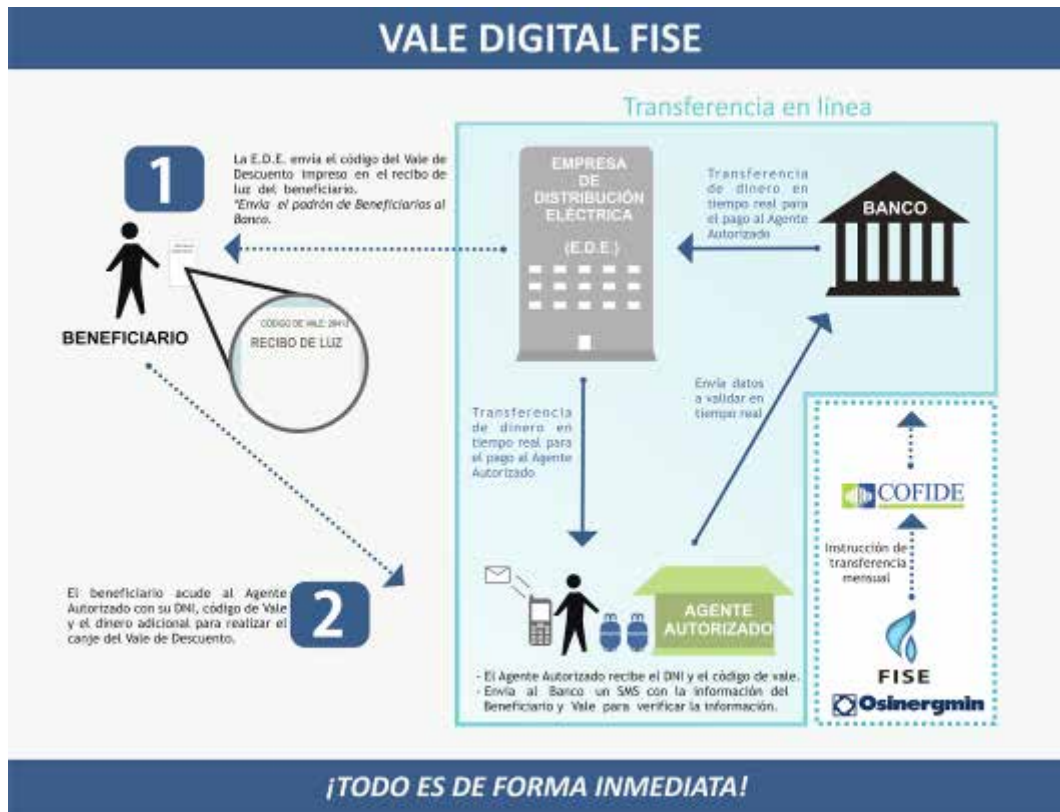 VALE DIGITAL FISE
Transferencia en línea
1
La E.D.E. envía el código del Vale de
Descuento impreso en el recibo de
luz del beneficiario.
*Envía el padrón de Beneficiarios al
Banco.
EMPRESA
DE
DISTRIBUCIÓN
ELÉCTRICA
(E.D.E.)
Transferencia
de dinero en
tiempo real para
el pago al Agente
Autorizado
BANCO
BENEFICIARIO
CÓDIGO DE VALE:
RECIBO DE LUZ
Transferencia
de dinero en
tiempo real para
el pago al Agente
Autorizado
Envía datos
a validar en
tiempo real
COFIDE
Instrucción de
transferencia
mensual
FISE
Osinergmin
El beneficiario acude al Agente
Autorizado con su DNI, código de Vale
y el dinero adicional para realizar el
canje del Vale de Descuento.
2
AGENTE
AUTORIZADO
- El Agente Autorizado recibe el DNI y el código de vale.
- Envía al Banco un SMS con la información del
Beneficiario y Vale para verificar la información.
¡TODO ES DE FORMA INMEDIATA!